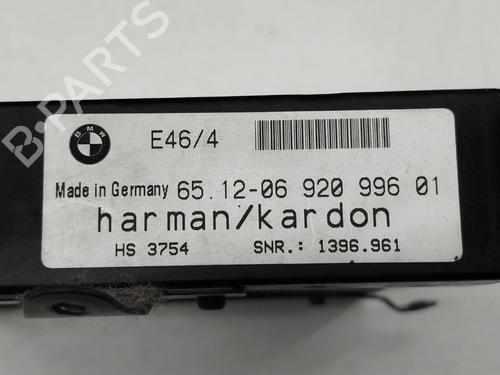 BMW
E46/4
Made in Germany 65.12-06 920 996 01
harman/kardon
HS 3754 SNR.: 1396.961
B-PARTS